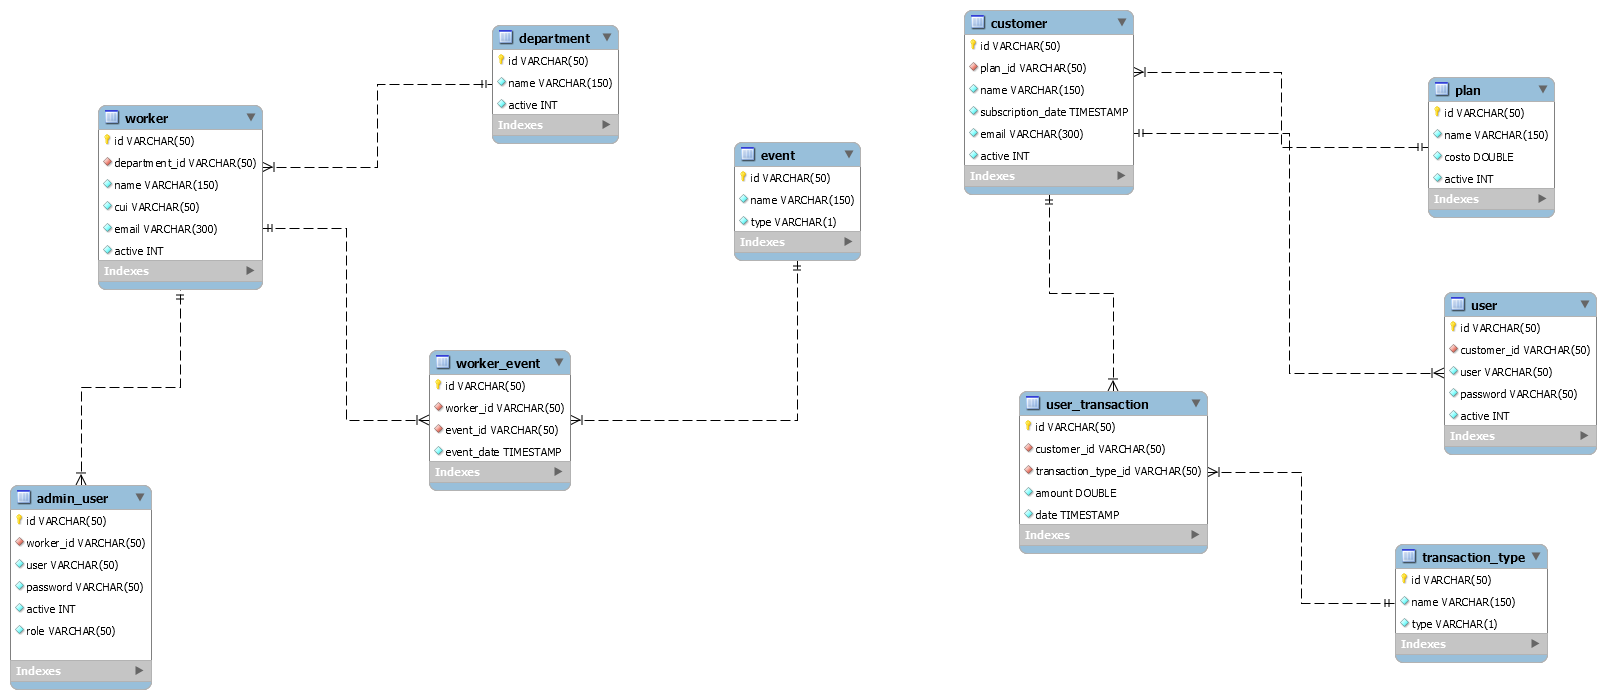 department
id VARCHAR(50)
name VARCHAR(150)
active INT
Indexes
worker
id VARCHAR(50)
department_id VARCHAR(50)
name VARCHAR(150)
cui VARCHAR(50)
email VARCHAR(300)
active INT
Indexes
event
id VARCHAR(50)
name VARCHAR(150)
type VARCHAR(1)
Indexes
worker_event
id VARCHAR(50)
worker_id VARCHAR(50)
event_id VARCHAR(50)
event_date TIMESTAMP
Indexes
admin_user
id VARCHAR(50)
worker_id VARCHAR(50)
user VARCHAR(50)
password VARCHAR(50)
active INT
role VARCHAR(50)
Indexes
customer
id VARCHAR(50)
plan_id VARCHAR(50)
name VARCHAR(150)
subscription_date TIMESTAMP
email VARCHAR(300)
active INT
Indexes
plan
id VARCHAR(50)
name VARCHAR(150)
costo DOUBLE
active INT
Indexes
user
id VARCHAR(50)
customer_id VARCHAR(50)
user VARCHAR(50)
password VARCHAR(50)
active INT
Indexes
user_transaction
id VARCHAR(50)
customer_id VARCHAR(50)
transaction_type_id VARCHAR(50)
amount DOUBLE
date TIMESTAMP
Indexes
transaction_type
id VARCHAR(50)
name VARCHAR(150)
type VARCHAR(1)
Indexes